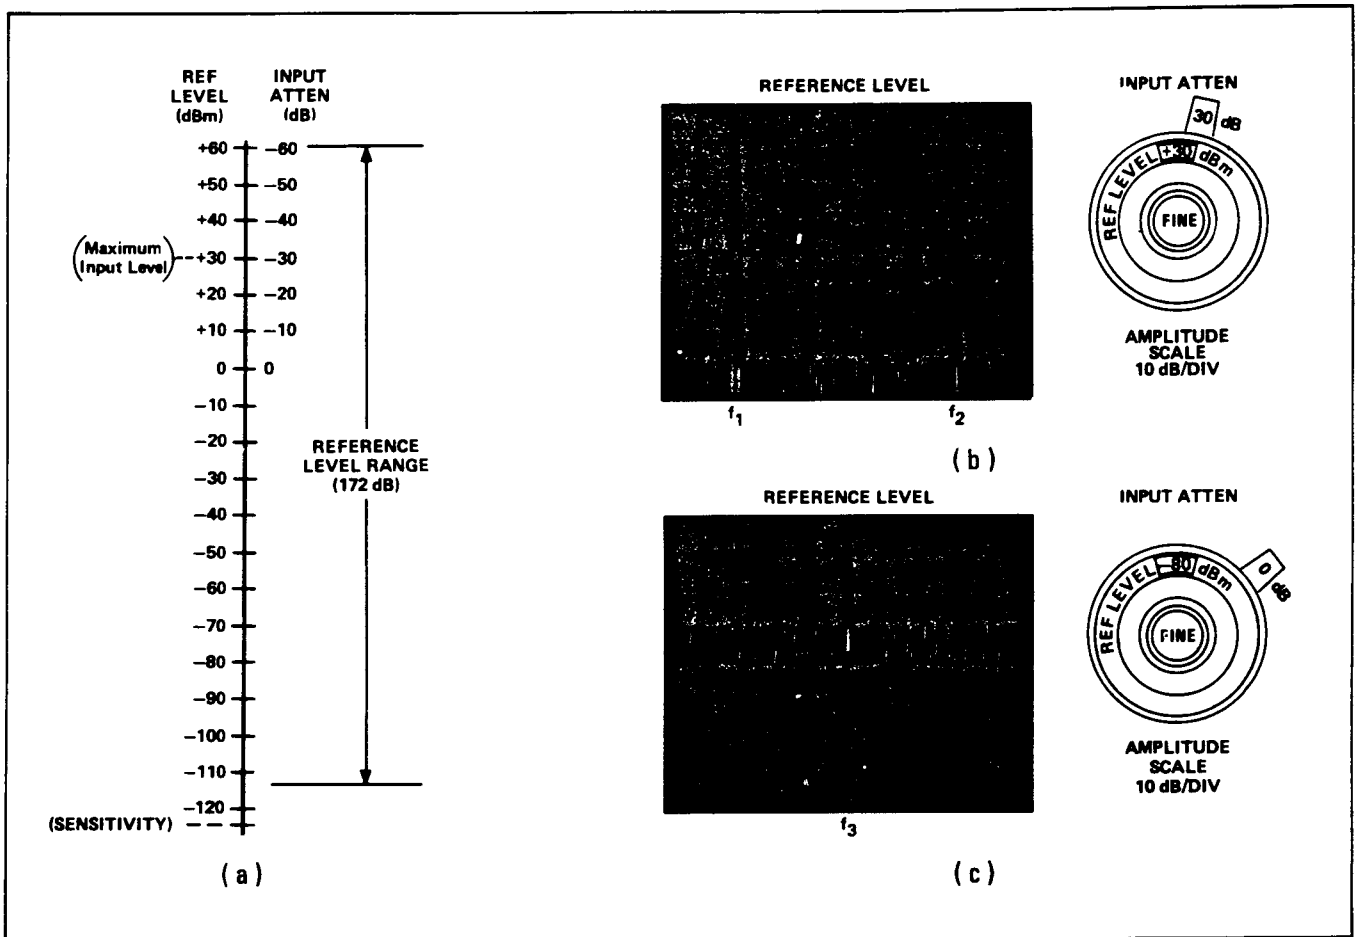 REF LEVEL (dBm)
INPUT ATTEN (dB)
+60 −60
+50 −50
+40 −40
(Maximum Input Level) +30 −30
+20 −20
+10 −10
0 0
−10
−20
−30
−40
−50
−60
−70
−80
−90
−100
−110
−120
(SENSITIVITY)
REFERENCE
LEVEL RANGE
(172 dB)
(a)
REFERENCE LEVEL
f1 f2
(b)
INPUT ATTEN
30 dB
REF LEVEL +30 dBm
FINE
AMPLITUDE
SCALE
10 dB/DIV
REFERENCE LEVEL
f3
(c)
INPUT ATTEN
0 dB
REF LEVEL −80 dBm
FINE
AMPLITUDE
SCALE
10 dB/DIV